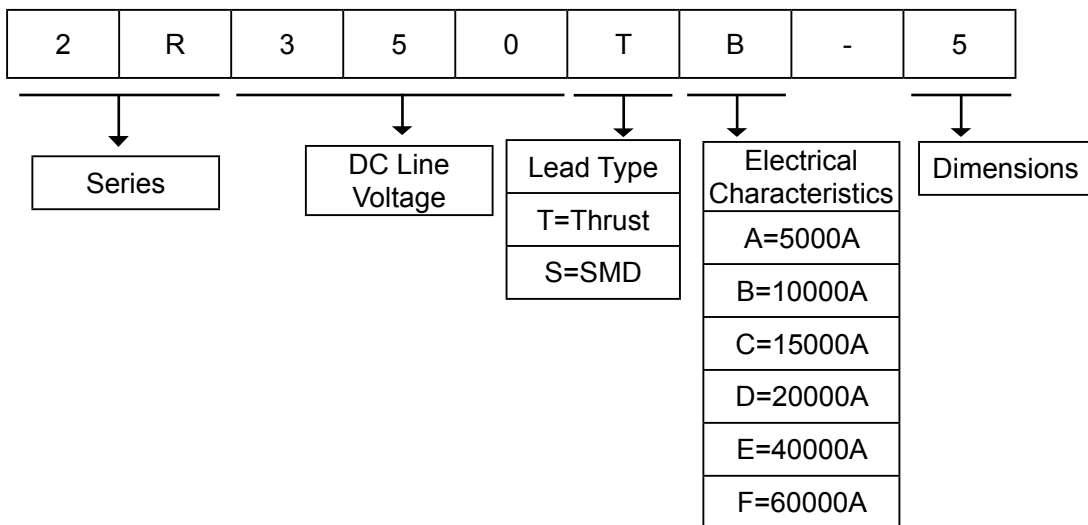 2 R 3 5 0 T B - 5
Series
DC Line
Voltage
Lead Type
T=Thrust
S=SMD
Electrical
Characteristics
A=5000A
B=10000A
C=15000A
D=20000A
E=40000A
F=60000A
Dimensions